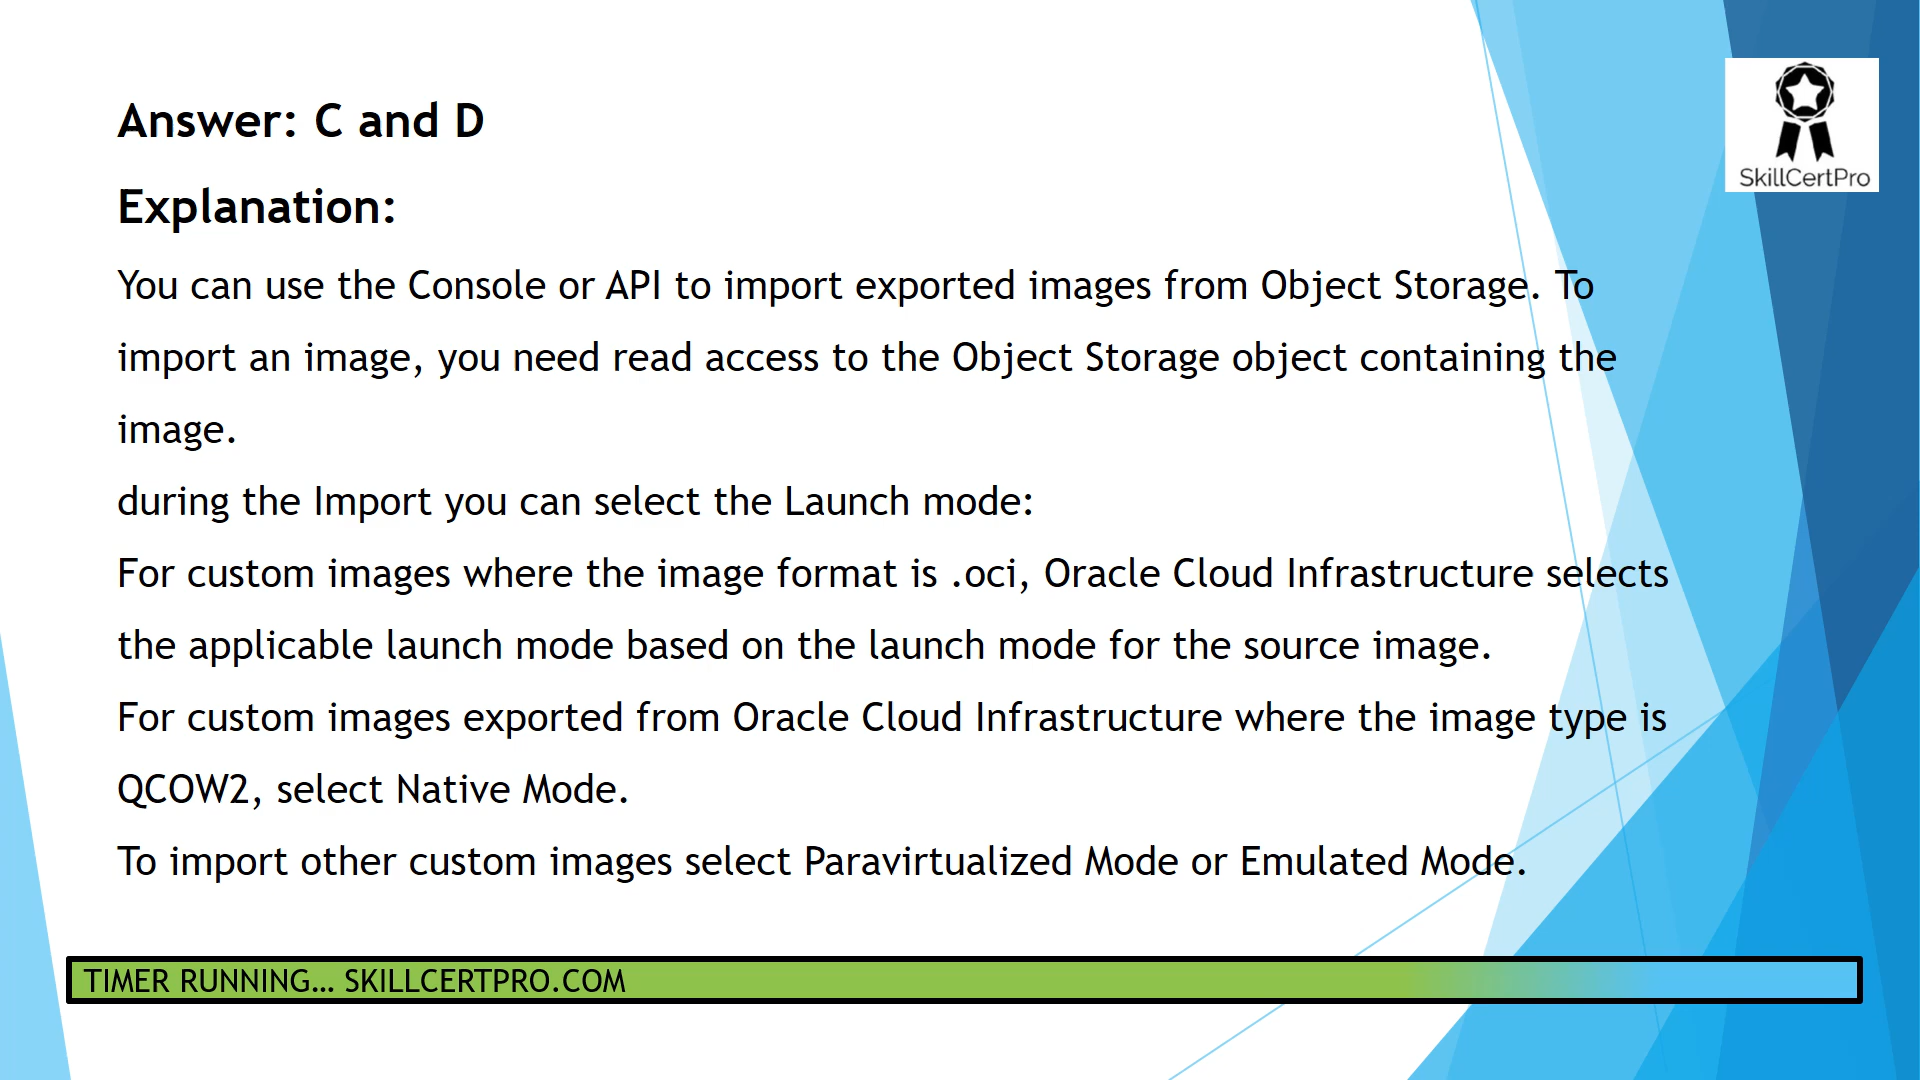 Answer: C and D
SkillCertPro
Explanation:
You can use the Console or API to import exported images from Object Storage. To
import an image, you need read access to the Object Storage object containing the
image.
during the Import you can select the Launch mode:
For custom images where the image format is .oci, Oracle Cloud Infrastructure selects
the applicable launch mode based on the launch mode for the source image.
For custom images exported from Oracle Cloud Infrastructure where the image type is
QCOW2, select Native Mode.
To import other custom images select Paravirtualized Mode or Emulated Mode.
TIMER RUNNING... SKILLCERTPRO.COM